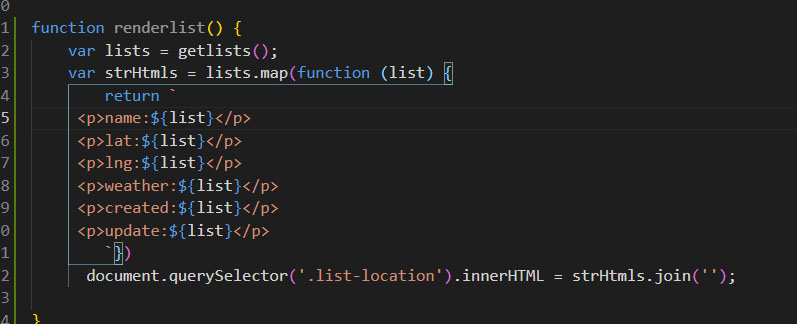 0
1 function renderlist() {
2 var lists = getlists();
3 var strHtmls = lists.map(function (list) {
4 return `
5 <p>name:${list}</p>
6 <p>lat:${list}</p>
7 <p>lng:${list}</p>
8 <p>weather:${list}</p>
9 <p>created:${list}</p>
0 <p>update:${list}</p>
1 `})
2 document.querySelector('.list-location').innerHTML = strHtmls.join('');
3
4 }